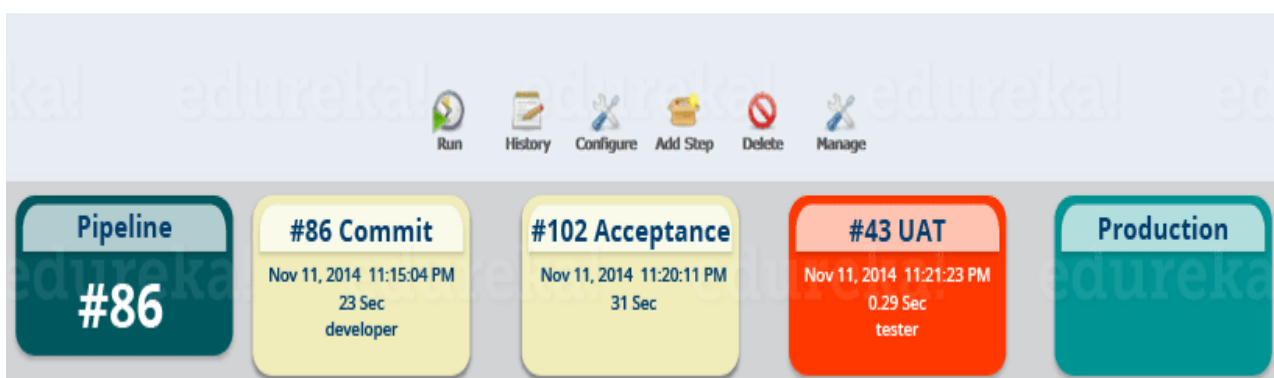 edureka!
Run
History
Configure
Add Step
Delete
Manage
Pipeline
#86
#86 Commit
Nov 11, 2014 11:15:04 PM
23 Sec
developer
#102 Acceptance
Nov 11, 2014 11:20:11 PM
31 Sec
#43 UAT
Nov 11, 2014 11:21:23 PM
0.29 Sec
tester
Production